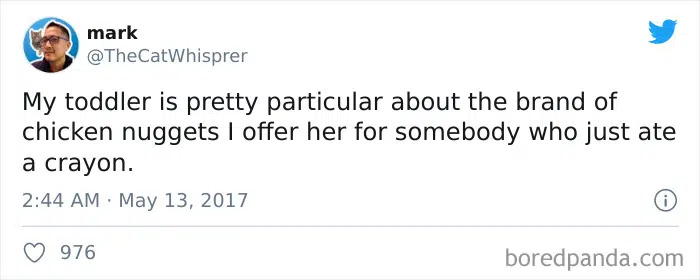 mark
@TheCatWhisprer
My toddler is pretty particular about the brand of
chicken nuggets I offer her for somebody who just ate
a crayon.
2:44 AM · May 13, 2017
976
boredpanda.com